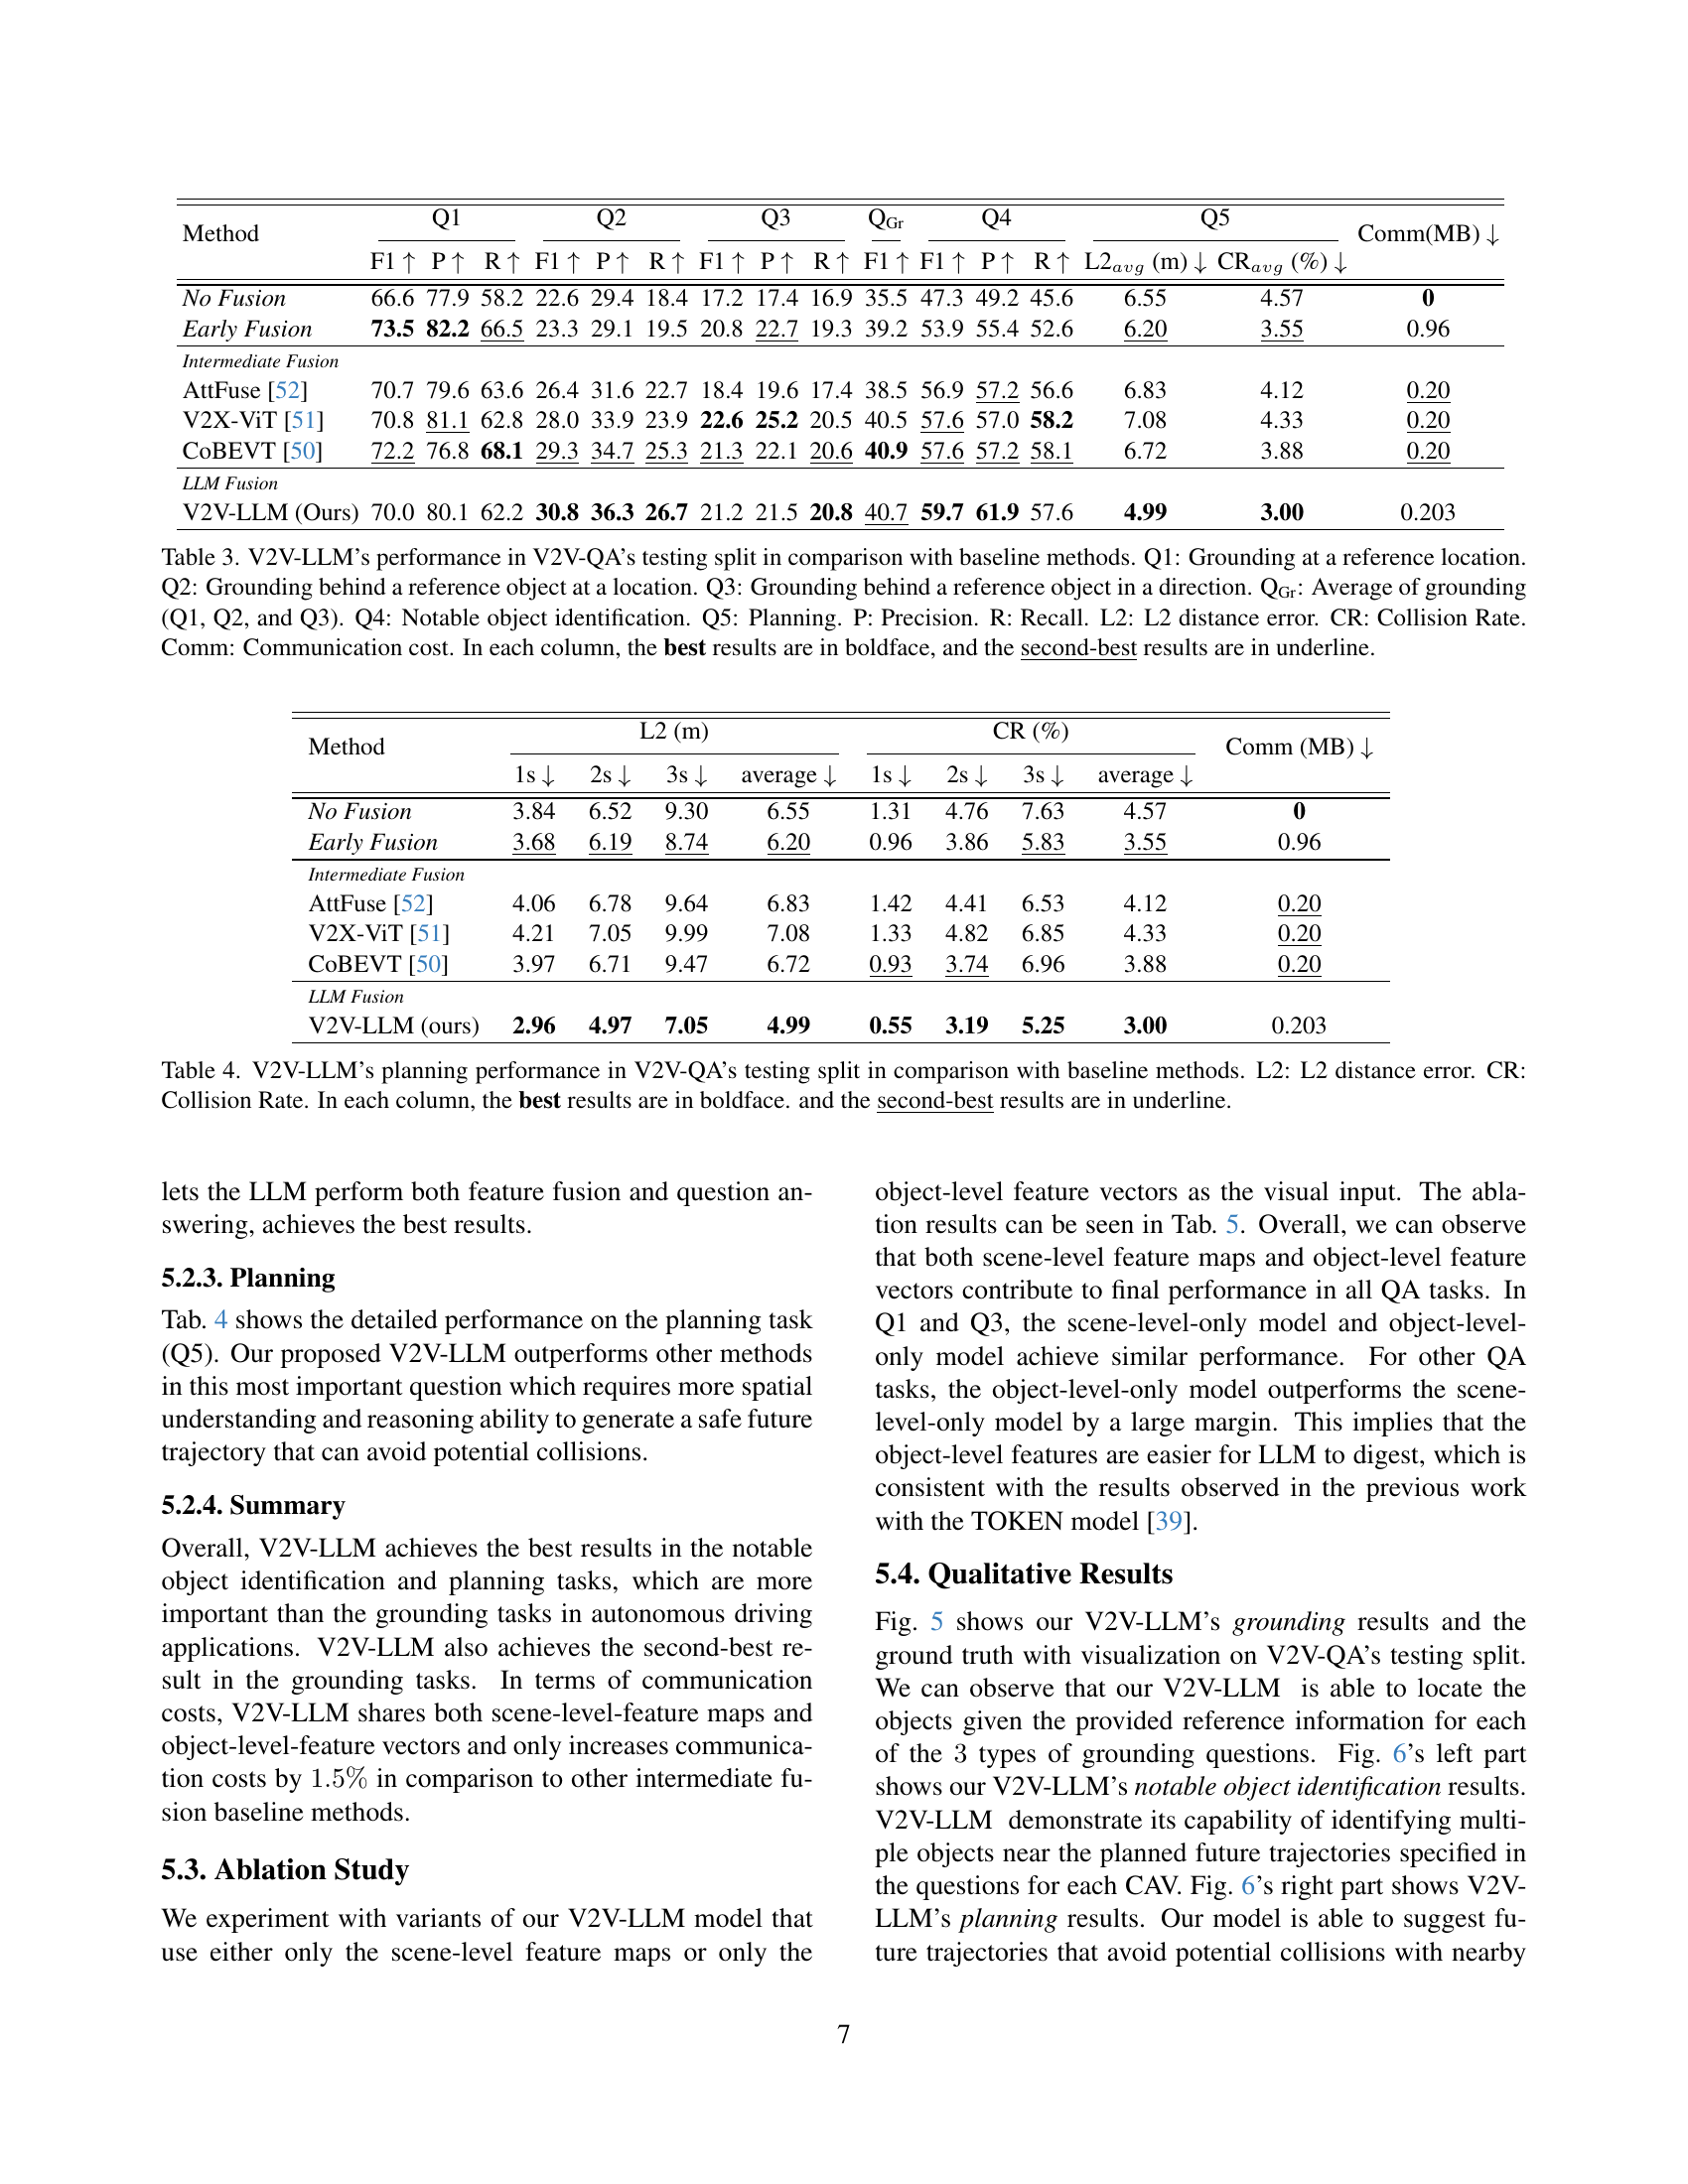 Method Q1 Q2 Q3 QGr Q4 Q5 Comm(MB) ↓
F1 ↑ P ↑ R ↑ F1 ↑ P ↑ R ↑ F1 ↑ P ↑ R ↑ F1 ↑ F1 ↑ P ↑ R ↑ L2avg (m) ↓ CRavg (%) ↓
No Fusion 66.6 77.9 58.2 22.6 29.4 18.4 17.2 17.4 16.9 35.5 47.3 49.2 45.6 6.55 4.57 0
Early Fusion 73.5 82.2 66.5 23.3 29.1 19.5 20.8 22.7 19.3 39.2 53.9 55.4 52.6 6.20 3.55 0.96
Intermediate Fusion
AttFuse [52] 70.7 79.6 63.6 26.4 31.6 22.7 18.4 19.6 17.4 38.5 56.9 57.2 56.6 6.83 4.12 0.20
V2X-ViT [51] 70.8 81.1 62.8 28.0 33.9 23.9 22.6 25.2 20.5 40.5 57.6 57.0 58.2 7.08 4.33 0.20
CoBEVT [50] 72.2 76.8 68.1 29.3 34.7 25.3 21.3 22.1 20.6 40.9 57.6 57.2 58.1 6.72 3.88 0.20
LLM Fusion
V2V-LLM (Ours) 70.0 80.1 62.2 30.8 36.3 26.7 21.2 21.5 20.8 40.7 59.7 61.9 57.6 4.99 3.00 0.203
Table 3. V2V-LLM's performance in V2V-QA's testing split in comparison with baseline methods. Q1: Grounding at a reference location.
Q2: Grounding behind a reference object at a location. Q3: Grounding behind a reference object in a direction. QGr: Average of grounding
(Q1, Q2, and Q3). Q4: Notable object identification. Q5: Planning. P: Precision. R: Recall. L2: L2 distance error. CR: Collision Rate.
Comm: Communication cost. In each column, the best results are in boldface, and the second-best results are in underline.
Method L2 (m) CR (%) Comm (MB) ↓
1s ↓ 2s ↓ 3s ↓ average ↓ 1s ↓ 2s ↓ 3s ↓ average ↓
No Fusion 3.84 6.52 9.30 6.55 1.31 4.76 7.63 4.57 0
Early Fusion 3.68 6.19 8.74 6.20 0.96 3.86 5.83 3.55 0.96
Intermediate Fusion
AttFuse [52] 4.06 6.78 9.64 6.83 1.42 4.41 6.53 4.12 0.20
V2X-ViT [51] 4.21 7.05 9.99 7.08 1.33 4.82 6.85 4.33 0.20
CoBEVT [50] 3.97 6.71 9.47 6.72 0.93 3.74 6.96 3.88 0.20
LLM Fusion
V2V-LLM (ours) 2.96 4.97 7.05 4.99 0.55 3.19 5.25 3.00 0.203
Table 4. V2V-LLM's planning performance in V2V-QA's testing split in comparison with baseline methods. L2: L2 distance error. CR:
Collision Rate. In each column, the best results are in boldface. and the second-best results are in underline.
lets the LLM perform both feature fusion and question an-
swering, achieves the best results.
5.2.3. Planning
Tab. 4 shows the detailed performance on the planning task
(Q5). Our proposed V2V-LLM outperforms other methods
in this most important question which requires more spatial
understanding and reasoning ability to generate a safe future
trajectory that can avoid potential collisions.
5.2.4. Summary
Overall, V2V-LLM achieves the best results in the notable
object identification and planning tasks, which are more
important than the grounding tasks in autonomous driving
applications. V2V-LLM also achieves the second-best re-
sult in the grounding tasks. In terms of communication
costs, V2V-LLM shares both scene-level-feature maps and
object-level-feature vectors and only increases communica-
tion costs by 1.5% in comparison to other intermediate fu-
sion baseline methods.
5.3. Ablation Study
We experiment with variants of our V2V-LLM model that
use either only the scene-level feature maps or only the
object-level feature vectors as the visual input. The abla-
tion results can be seen in Tab. 5. Overall, we can observe
that both scene-level feature maps and object-level feature
vectors contribute to final performance in all QA tasks. In
Q1 and Q3, the scene-level-only model and object-level-
only model achieve similar performance. For other QA
tasks, the object-level-only model outperforms the scene-
level-only model by a large margin. This implies that the
object-level features are easier for LLM to digest, which is
consistent with the results observed in the previous work
with the TOKEN model [39].
5.4. Qualitative Results
Fig. 5 shows our V2V-LLM's grounding results and the
ground truth with visualization on V2V-QA's testing split.
We can observe that our V2V-LLM is able to locate the
objects given the provided reference information for each
of the 3 types of grounding questions. Fig. 6's left part
shows our V2V-LLM's notable object identification results.
V2V-LLM demonstrate its capability of identifying multi-
ple objects near the planned future trajectories specified in
the questions for each CAV. Fig. 6's right part shows V2V-
LLM's planning results. Our model is able to suggest fu-
ture trajectories that avoid potential collisions with nearby
7